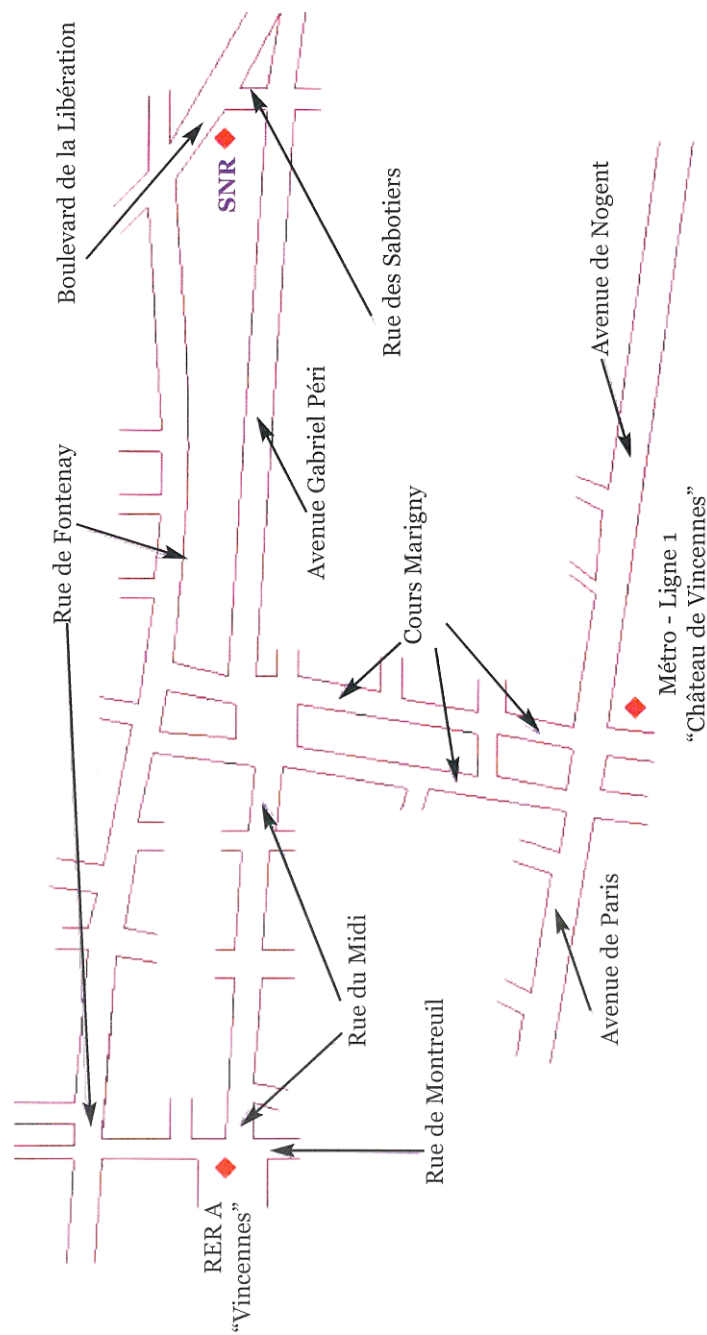 Boulevard de la Libération
Rue de Fontenay
SNR
RER A
“Vincennes”
Avenue Gabriel Péri
Rue du Midi
Rue des Sabotiers
Cours Marigny
Rue de Montreuil
Avenue de Paris
Avenue de Nogent
Métro - Ligne 1
“Château de Vincennes”